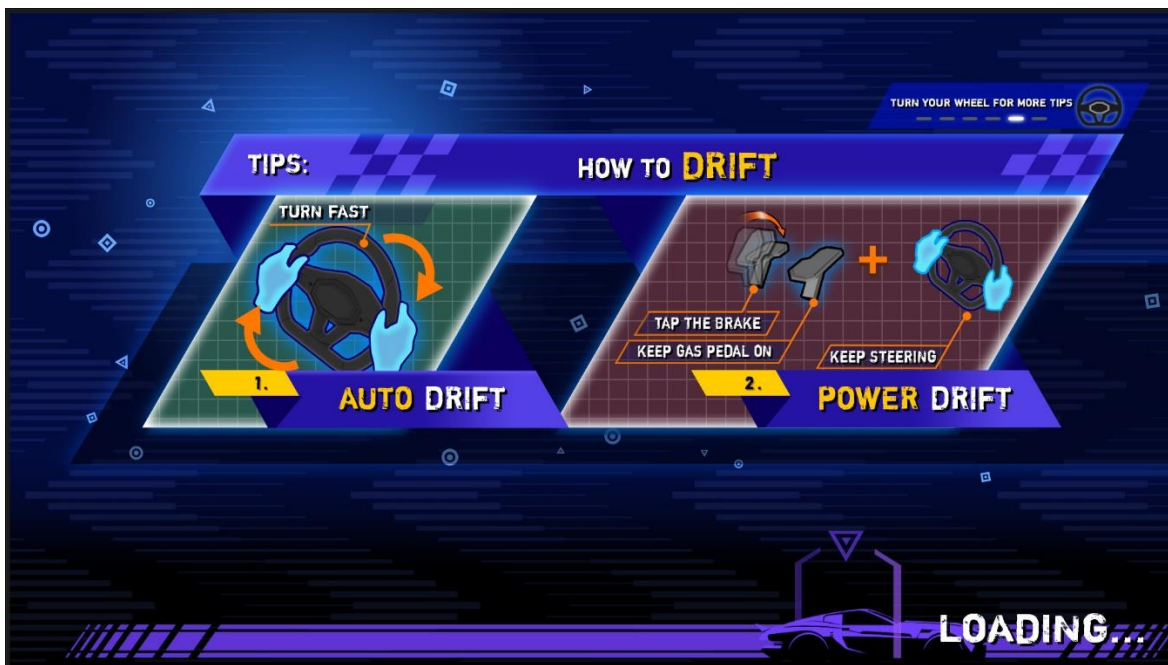 TURN YOUR WHEEL FOR MORE TIPS
TIPS:
HOW TO DRIFT
TURN FAST
1.
AUTO DRIFT
TAP THE BRAKE
KEEP GAS PEDAL ON
+
KEEP STEERING
2.
POWER DRIFT
LOADING...